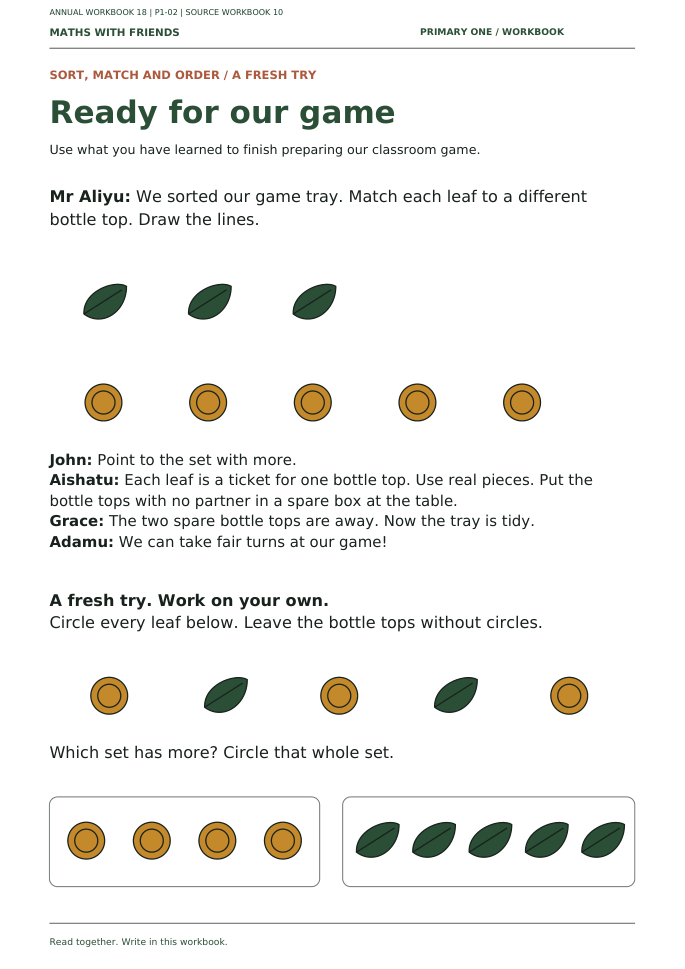 ANNUAL WORKBOOK 18 | P1-02 | SOURCE WORKBOOK 10
MATHS WITH FRIENDS
PRIMARY ONE / WORKBOOK
SORT, MATCH AND ORDER / A FRESH TRY
Ready for our game
Use what you have learned to finish preparing our classroom game.
Mr Aliyu: We sorted our game tray. Match each leaf to a different
bottle top. Draw the lines.
John: Point to the set with more.
Aishatu: Each leaf is a ticket for one bottle top. Use real pieces. Put the
bottle tops with no partner in a spare box at the table.
Grace: The two spare bottle tops are away. Now the tray is tidy.
Adamu: We can take fair turns at our game!
A fresh try. Work on your own.
Circle every leaf below. Leave the bottle tops without circles.
Which set has more? Circle that whole set.
Read together. Write in this workbook.